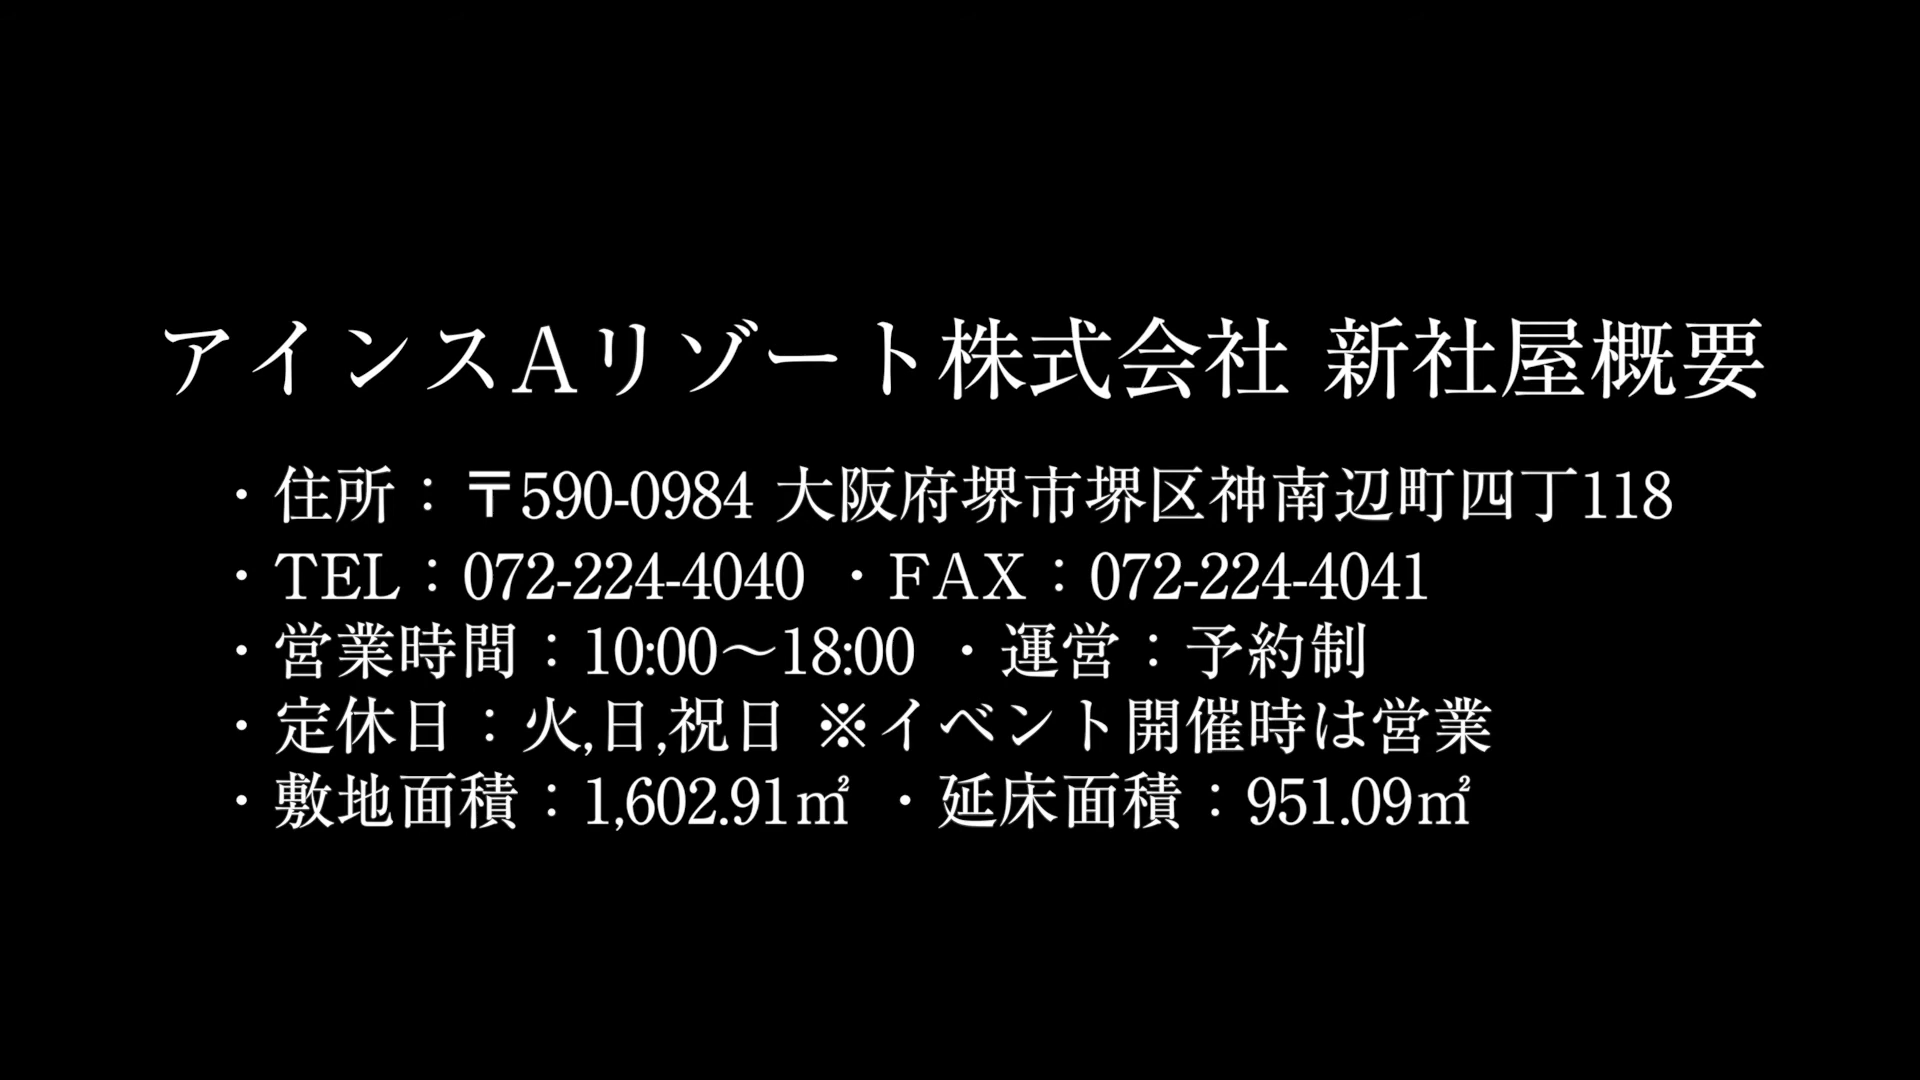 アインスAリゾート株式会社 新社屋概要
・住所：〒590-0984 大阪府堺市堺区神南辺町四丁118
・TEL：072-224-4040 ・FAX：072-224-4041
・営業時間：10:00～18:00 ・運営：予約制
・定休日：火,日,祝日 ※イベント開催時は営業
・敷地面積：1,602.91㎡ ・延床面積：951.09㎡